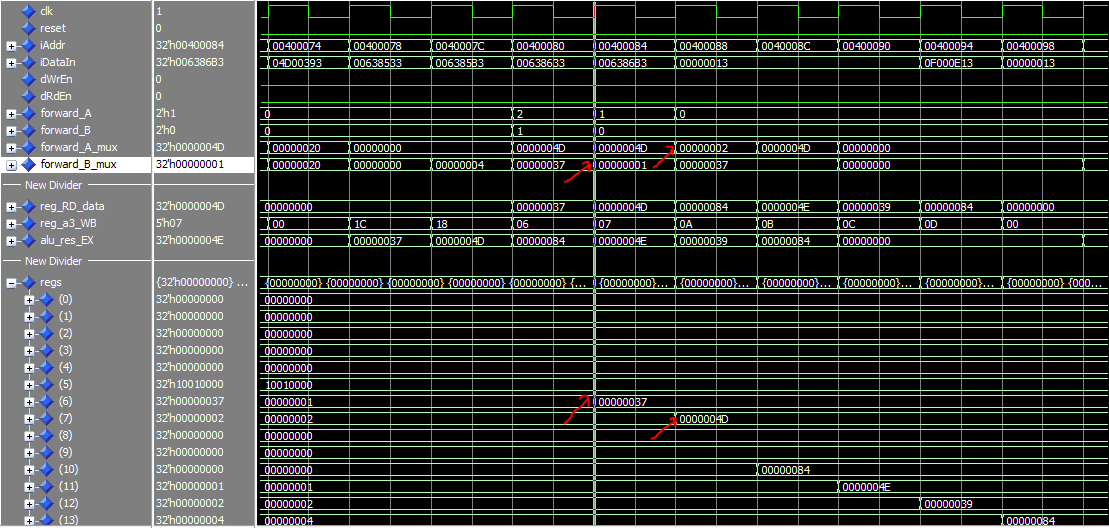 clk 1
reset 0
iAddr 32'h00400084 00400074 00400078 0040007C 00400080 00400084 00400088 0040008C 00400090 00400094 00400098
iDataIn 32'h006386B3 04D00393 00638533 006385B3 00638633 006386B3 00000013 0F000E13 00000013
dWrEn 0
dRdEn 0
forward_A 2'h1 0 2 1 0
forward_B 2'h0 0 1 0
forward_A_mux 32'h0000004D 00000020 00000000 0000004D 0000004D 00000002 0000004D 00000000
forward_B_mux 32'h00000001 00000020 00000000 00000004 00000037 00000001 00000037 00000000
New Divider
reg_RD_data 32'h0000004D 00000000 00000037 0000004D 00000084 0000004E 00000039 00000084 00000000
reg_a3_WB 5'h07 00 1C 18 06 07 0A 0B 0C 0D 00
alu_res_EX 32'h0000004E 00000000 00000037 0000004D 00000084 0000004E 00000039 00000084 00000000
New Divider
regs {32'h00000000} ... {00000000} {00000000} {00000000} {00000000} {00000000} {... {00000000}... {00000000}... {00000000}... {00000000}... {00000000}... {00000000} {000...
(0) 32'h00000000 00000000
(1) 32'h00000000 00000000
(2) 32'h00000000 00000000
(3) 32'h00000000 00000000
(4) 32'h00000000 00000000
(5) 32'h10010000 10010000
(6) 32'h00000037 00000001 00000037
(7) 32'h00000002 00000002 0000004D
(8) 32'h00000000 00000000
(9) 32'h00000000 00000000
(10) 32'h00000000 00000000 00000084
(11) 32'h00000001 00000001 0000004E
(12) 32'h00000002 00000002 00000039
(13) 32'h00000004 00000004 00000084